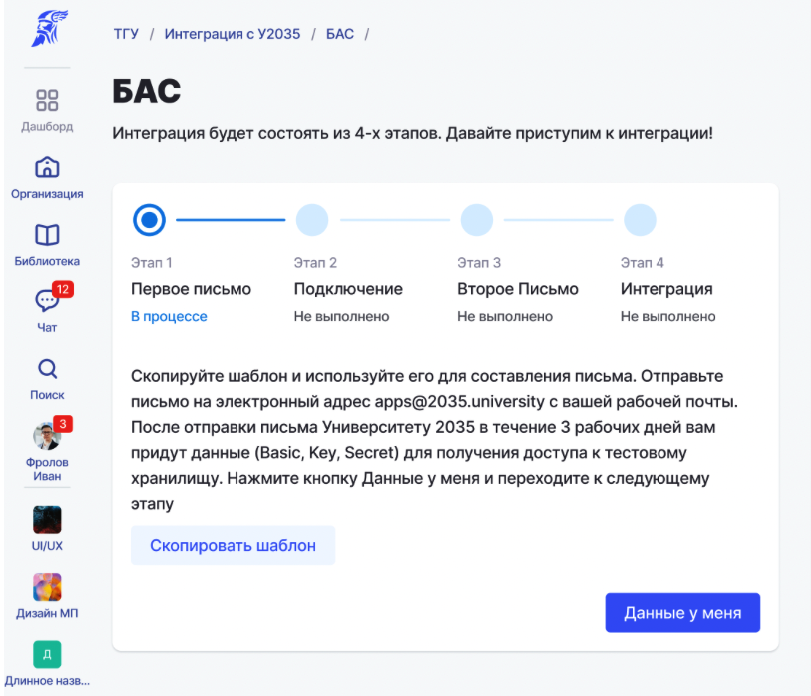 ТГУ / Интеграция с У2035 / БАС /
БАС
Интеграция будет состоять из 4-х этапов. Давайте приступим к интеграции!
Дашборд
Организация
Библиотека
12
Чат
Поиск
3
Фролов
Иван
UI/UX
Дизайн МП
Д
Длинное назв...
Этап 1
Первое письмо
В процессе
Этап 2
Подключение
Не выполнено
Этап 3
Второе Письмо
Не выполнено
Этап 4
Интеграция
Не выполнено
Скопируйте шаблон и используйте его для составления письма. Отправьте
письмо на электронный адрес apps@2035.university с вашей рабочей почты.
После отправки письма Университету 2035 в течение 3 рабочих дней вам
придут данные (Basic, Key, Secret) для получения доступа к тестовому
хранилищу. Нажмите кнопку Данные у меня и переходите к следующему
этапу
Скопировать шаблон
Данные у меня